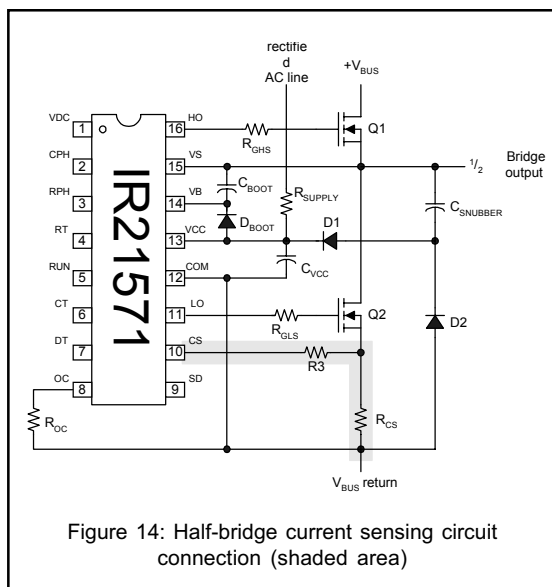 rectifie
d
AC line
+VBUS
VDC
1
CPH
2
RPH
3
RT
4
RUN
5
CT
6
DT
7
OC
8
IR21571
HO
16
VS
15
VB
14
VCC
13
COM
12
LO
11
CS
10
SD
9
RGHS
Q1
1/2 Bridge
output
CBOOT
RSUPPLY
DBOOT
D1
CSNUBBER
CVCC
RGLS
Q2
D2
R3
ROC
RCS
VBUS return
Figure 14: Half-bridge current sensing circuit
connection (shaded area)